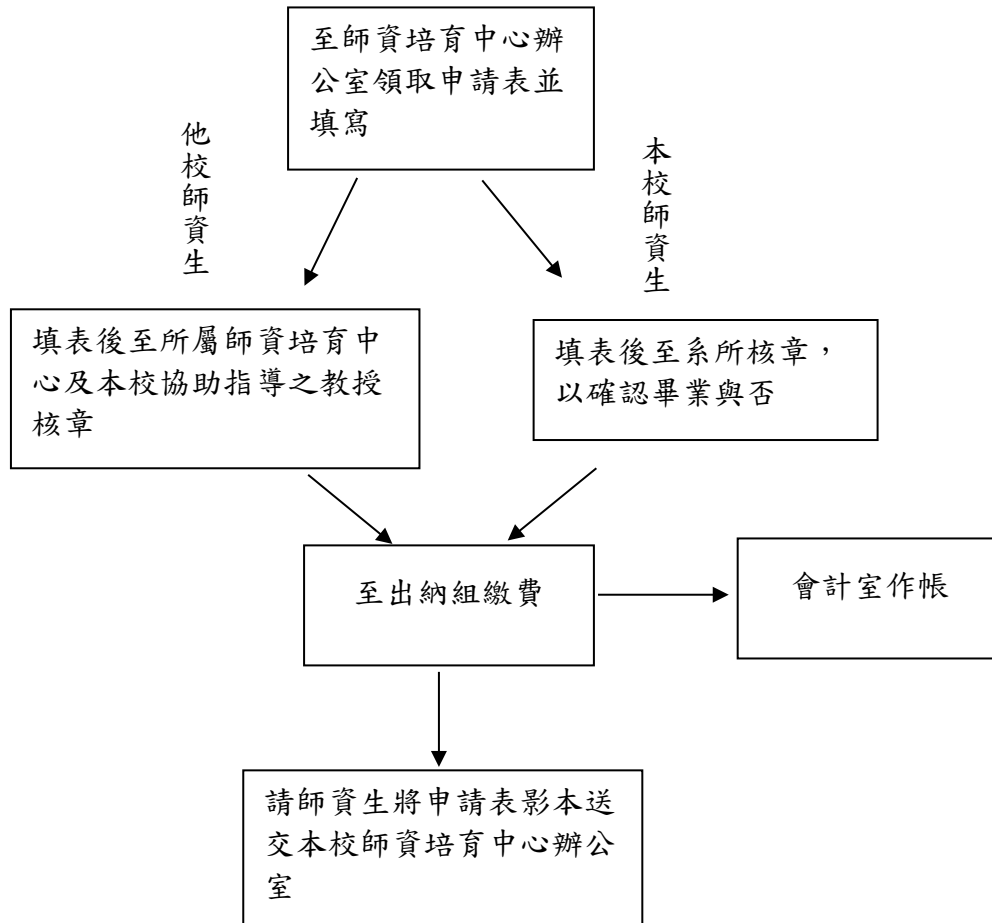 至師資培育中心辦
公室領取申請表並
填寫
他校師資生
本校師資生
填表後至所屬師資培育中
心及本校協助指導之教授
核章
填表後至系所核章，
以確認畢業與否
至出納組繳費
會計室作帳
請師資生將申請表影本送
交本校師資培育中心辦公
室